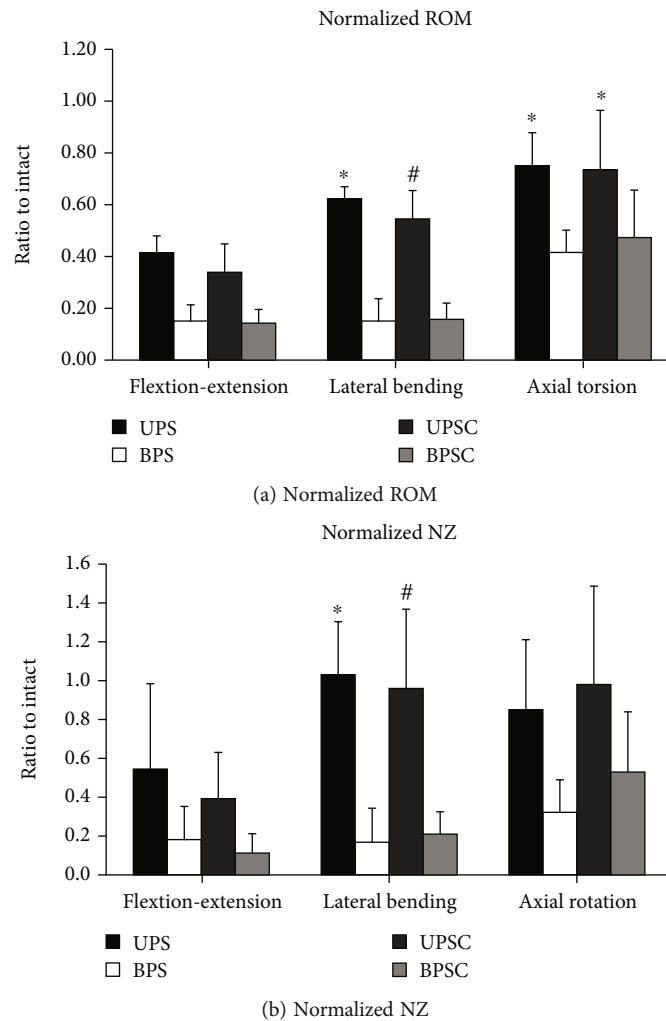 Normalized ROM
1.20
1.00
0.80
0.60
0.40
0.20
0.00
Ratio to intact
*
#
*
*
Flextion-extension
Lateral bending
Axial torsion
UPS
UPSC
BPS
BPSC
(a) Normalized ROM
Normalized NZ
1.6
1.4
1.2
1.0
0.8
0.6
0.4
0.2
0.0
Ratio to intact
*
#
Flextion-extension
Lateral bending
Axial rotation
UPS
UPSC
BPS
BPSC
(b) Normalized NZ